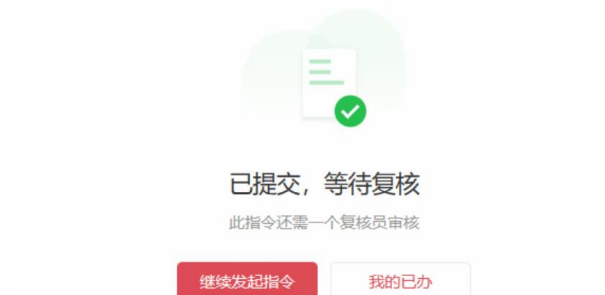 已提交，等待复核
此指令还需一个复核员审核
继续发起指令
我的已办